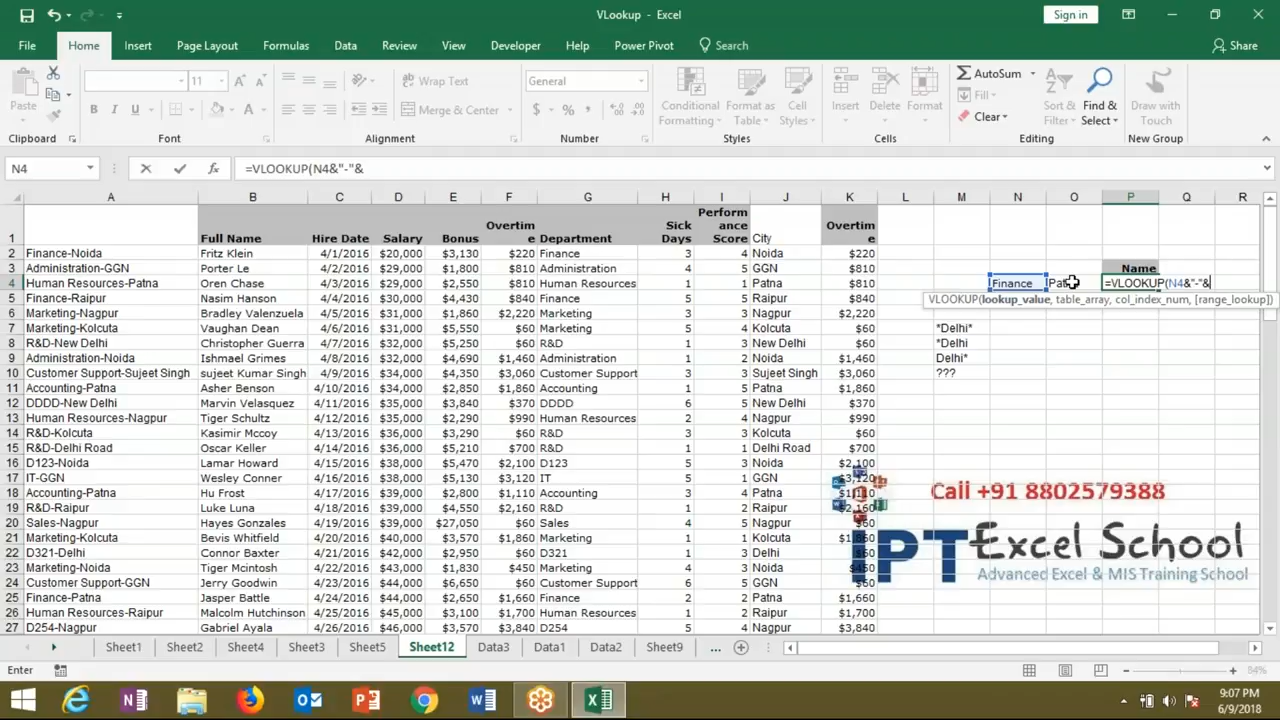 VLookup - Excel
Sign in
File Home Insert Page Layout Formulas Data Review View Developer Help Power Pivot Search Share
Paste
11
B I U
Wrap Text
Merge & Center
General
$ % ,
Conditional Formatting
Format as Table
Cell Styles
Insert Delete Format
AutoSum
Fill
Clear
Sort & Filter
Find & Select
Draw with Touch
Clipboard Font Alignment Number Styles Cells Editing New Group
N4 fx =VLOOKUP(N4&"-"&
A B C D E F G H I J K L M N O P Q R
1 Full Name Hire Date Salary Bonus Overtime Department Sick Days Performance Score City Overtime
2 Finance-Noida Fritz Klein 4/1/2016 $20,000 $3,130 $220 Finance 3 4 Noida $220
3 Administration-GGN Porter Le 4/2/2016 $29,000 $1,800 $810 Administration 4 5 GGN $810 Name
4 Human Resources-Patna Oren Chase 4/3/2016 $29,000 $2,290 $810 Human Resources 1 1 Patna $810 Finance =VLOOKUP(N4&"-"&
VLOOKUP(lookup_value, table_array, col_index_num, [range_lookup])
5 Finance-Raipur Nasim Hanson 4/4/2016 $30,000 $4,430 $840 Finance 5 5 Raipur $840
6 Marketing-Nagpur Bradley Valenzuela 4/5/2016 $31,000 $1,860 $2,220 Marketing 3 1 Nagpur $2,220
7 Marketing-Kolcuta Vaughan Dean 4/6/2016 $31,000 $5,550 $60 Marketing 4 5 Kolcuta $60 *Delhi*
8 R&D-New Delhi Christopher Guerra 4/7/2016 $32,000 $5,250 $60 R&D 1 3 New Delhi $60 *Delhi
9 Administration-Noida Ishmael Grimes 4/8/2016 $32,000 $4,690 $1,460 Administration 1 2 Noida $1,460 Delhi*
10 Customer Support-Sujeet Singh sujeet Kumar Singh 4/9/2016 $34,000 $4,630 $3,060 Customer Support 3 3 Sujeet Singh $3,060 ???
11 Accounting-Patna Asher Benson 4/10/2016 $34,000 $2,850 $1,860 Accounting 1 5 Patna $1,860
12 DDDD-New Delhi Marvin Velasquez 4/11/2016 $35,000 $3,840 $370 DDDD 6 5 New Delhi $370
13 Human Resources-Nagpur Tiger Schultz 4/12/2016 $35,000 $2,280 $990 Human Resources 2 4 Nagpur $990
14 R&D-Kolcuta Kasimir Mccoy 4/13/2016 $35,000 $3,290 $60 R&D 3 3 Kolcuta $60
15 R&D-Delhi Road Oscar Keller 4/14/2016 $36,000 $5,210 $700 R&D 1 1 Delhi Road $700
16 D123-Noida Lamar Howard 4/15/2016 $38,000 $5,470 $2,100 D123 5 3 Noida $2,100
17 IT-GGN Wesley Conner 4/16/2016 $38,000 $5,130 $3,120 IT 5 1 GGN $3,120
18 Accounting-Patna Hu Frost 4/17/2016 $39,000 $2,800 $1,110 Accounting 3 4 Patna $1,110
19 R&D-Raipur Luke Luna 4/18/2016 $39,000 $4,550 $2,160 R&D 1 2 Raipur $2,160
20 Sales-Nagpur Hayes Gonzales 4/19/2016 $39,000 $27,050 $60 Sales 4 5 Nagpur $60
21 Marketing-Kolcuta Bevis Whitfield 4/20/2016 $40,000 $3,570 $1,860 Marketing 5 1 Kolcuta $1,860
22 D321-Delhi Connor Baxter 4/21/2016 $42,000 $2,950 $60 D321 1 3 Delhi $60
23 Marketing-Noida Tiger Mcintosh 4/22/2016 $43,000 $1,830 $450 Marketing 4 3 Noida $450
24 Customer Support-GGN Jerry Goodwin 4/23/2016 $44,000 $6,650 $60 Customer Support 6 5 GGN $60
25 Finance-Patna Jasper Battle 4/24/2016 $44,000 $2,650 $1,660 Finance 2 2 Patna $1,660
26 Human Resources-Raipur Malcolm Hutchinson 4/25/2016 $45,000 $3,100 $1,700 Human Resources 1 1 Raipur $1,700
27 D254-Nagpur Gabriel Ayala 4/26/2016 $47,000 $3,570 $3,840 D254 5 4 Nagpur $3,840
Call +91 8802579388
iPT Excel School
Advanced Excel & MIS Training School
Sheet1 Sheet2 Sheet4 Sheet3 Sheet5 Sheet12 Data3 Data1 Data2 Sheet9 ...
Enter 84%
9:07 PM
6/9/2018